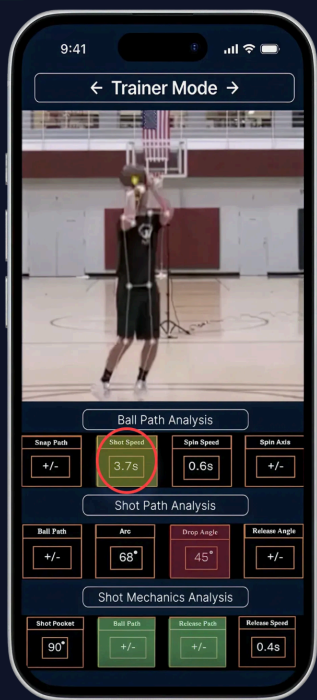 9:41
← Trainer Mode →
Ball Path Analysis
Snap Path Shot Speed Spin Speed Spin Axis
+/- 3.7s 0.6s +/-
Shot Path Analysis
Ball Path Arc Drop Angle Release Angle
+/- 68° 45° +/-
Shot Mechanics Analysis
Shot Pocket Ball Path Release Path Release Speed
90° +/- +/- 0.4s